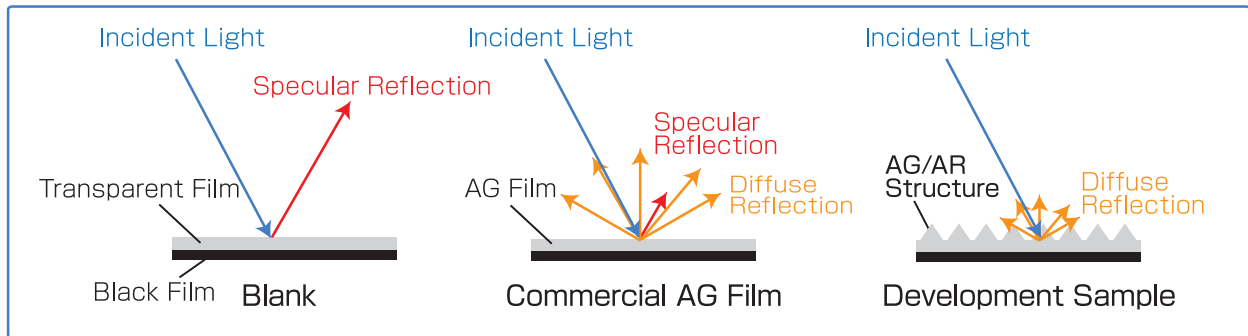 Incident Light
Specular Reflection
Transparent Film
Black Film
Blank
Incident Light
Specular
Reflection
AG Film
Diffuse
Reflection
Commercial AG Film
Incident Light
AG/AR
Structure
Diffuse
Reflection
Development Sample